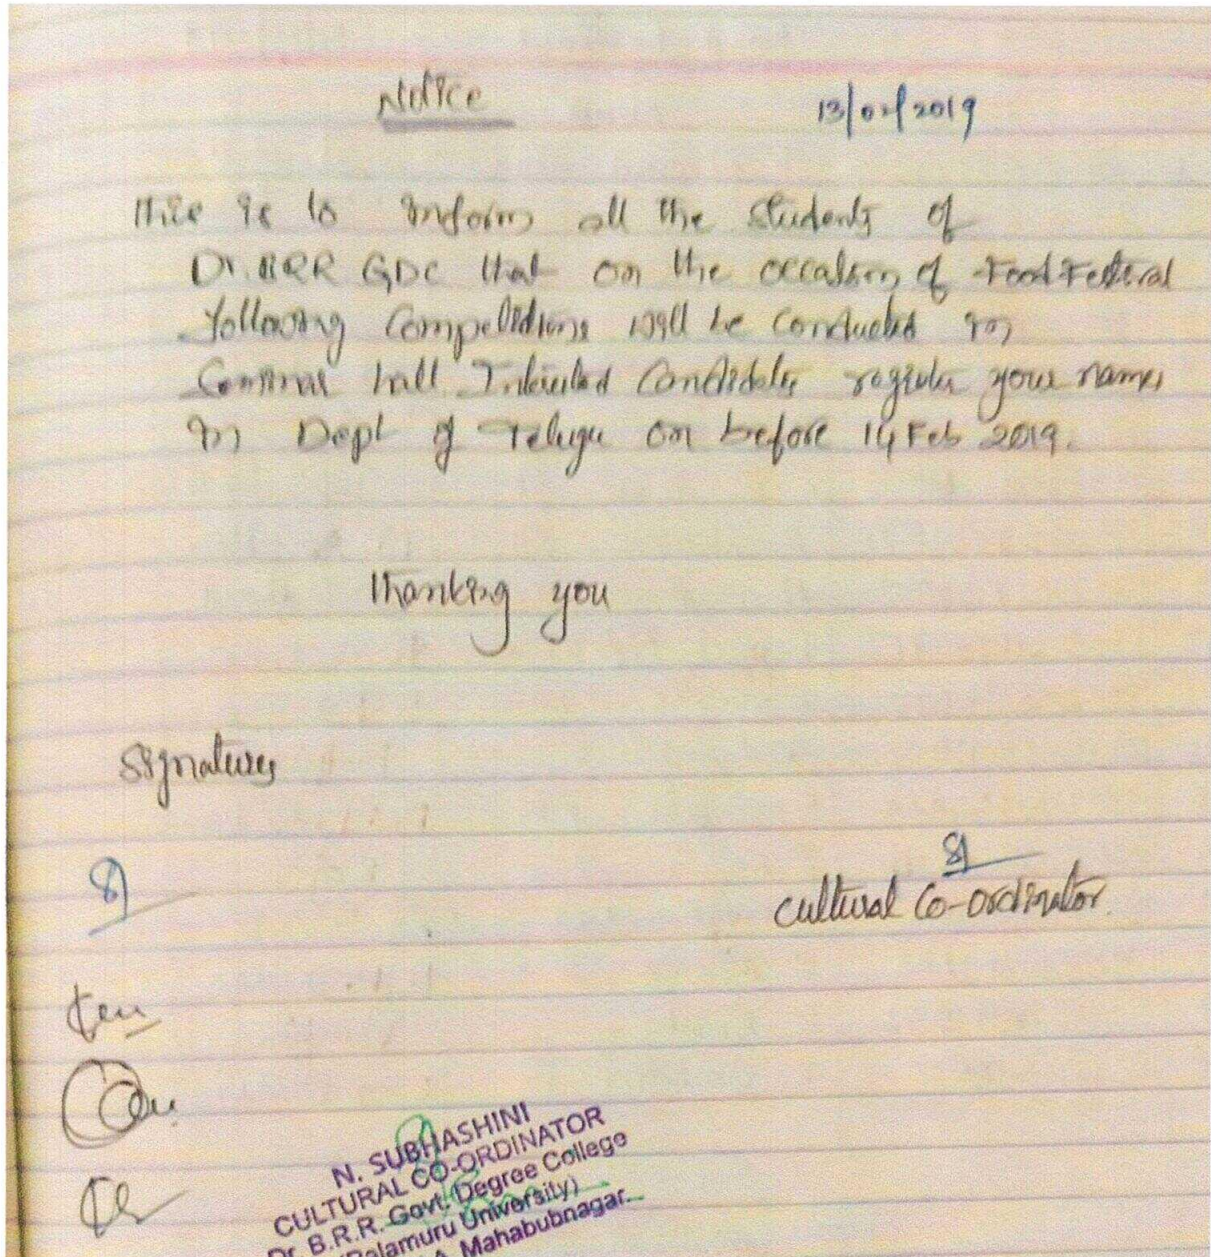 Notice
13/02/2019
This is to inform all the students of
Dr. BRR GDC that on the occasion of Food Festival
following Competitions will be conducted in
Seminar hall Interested Candidates register your names
in Dept of Telugu on before 14 Feb 2019.
Thanking you
Signatures
Cultural Co-ordinator.
N. SUBHASHINI
CULTURAL CO-ORDINATOR
Dr. B.R.R. Govt. Degree College
(Palamuru University)
Mahabubnagar